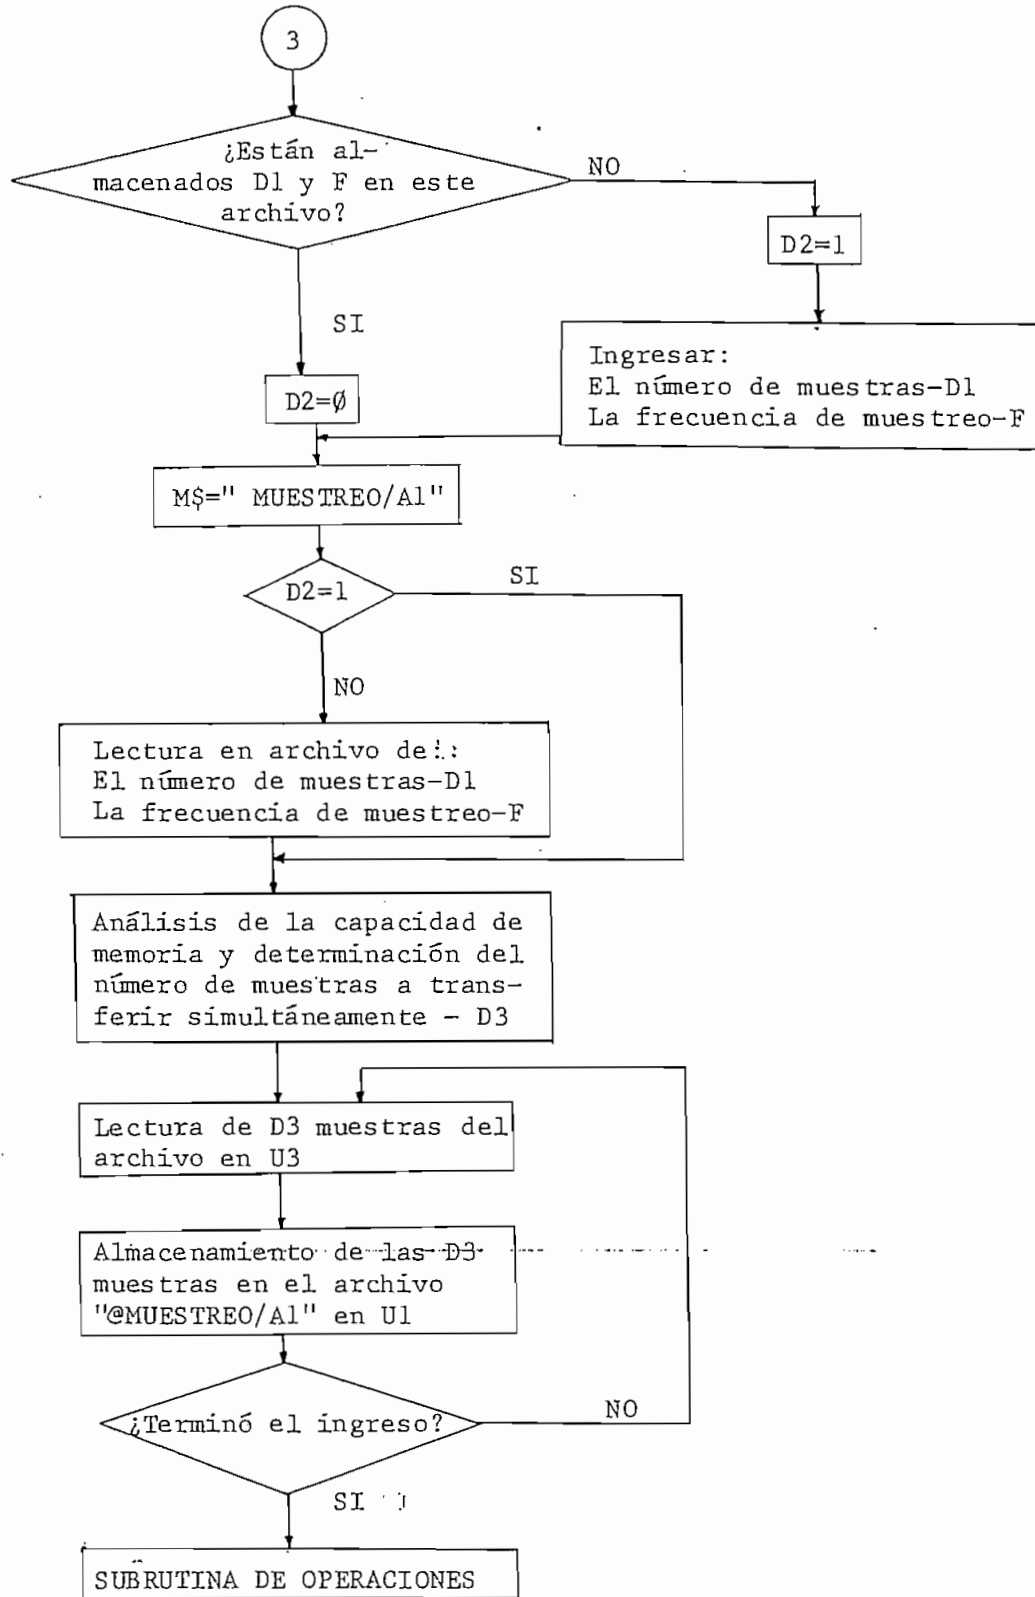 3
¿Están al-
macenados D1 y F en este
archivo?
NO
D2=1
SI
Ingresar:
El número de muestras-D1
La frecuencia de muestreo-F
D2=∅
M$=" MUESTREO/A1"
D2=1
SI
NO
Lectura en archivo de:
El número de muestras-D1
La frecuencia de muestreo-F
Análisis de la capacidad de
memoria y determinación del
número de muestras a trans-
ferir simultáneamente - D3
Lectura de D3 muestras del
archivo en U3
Almacenamiento de las D3
muestras en el archivo
"@MUESTREO/A1" en U1
¿Terminó el ingreso?
NO
SI
SUBRUTINA DE OPERACIONES